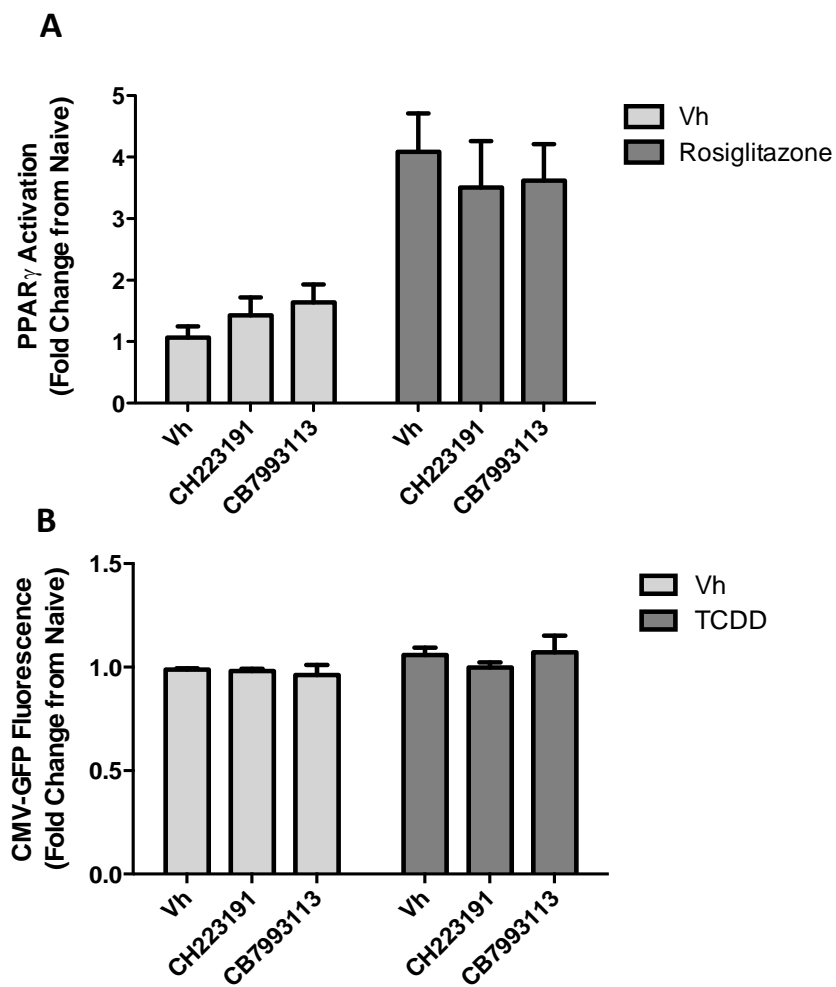 A
PPARγ Activation
(Fold Change from Naive)
5
4
3
2
1
0
Vh
CH223191
CB7993113
Vh
CH223191
CB7993113
Vh
Rosiglitazone
B
CMV-GFP Fluorescence
(Fold Change from Naive)
1.5
1.0
0.5
0.0
Vh
CH223191
CB7993113
Vh
CH223191
CB7993113
Vh
TCDD